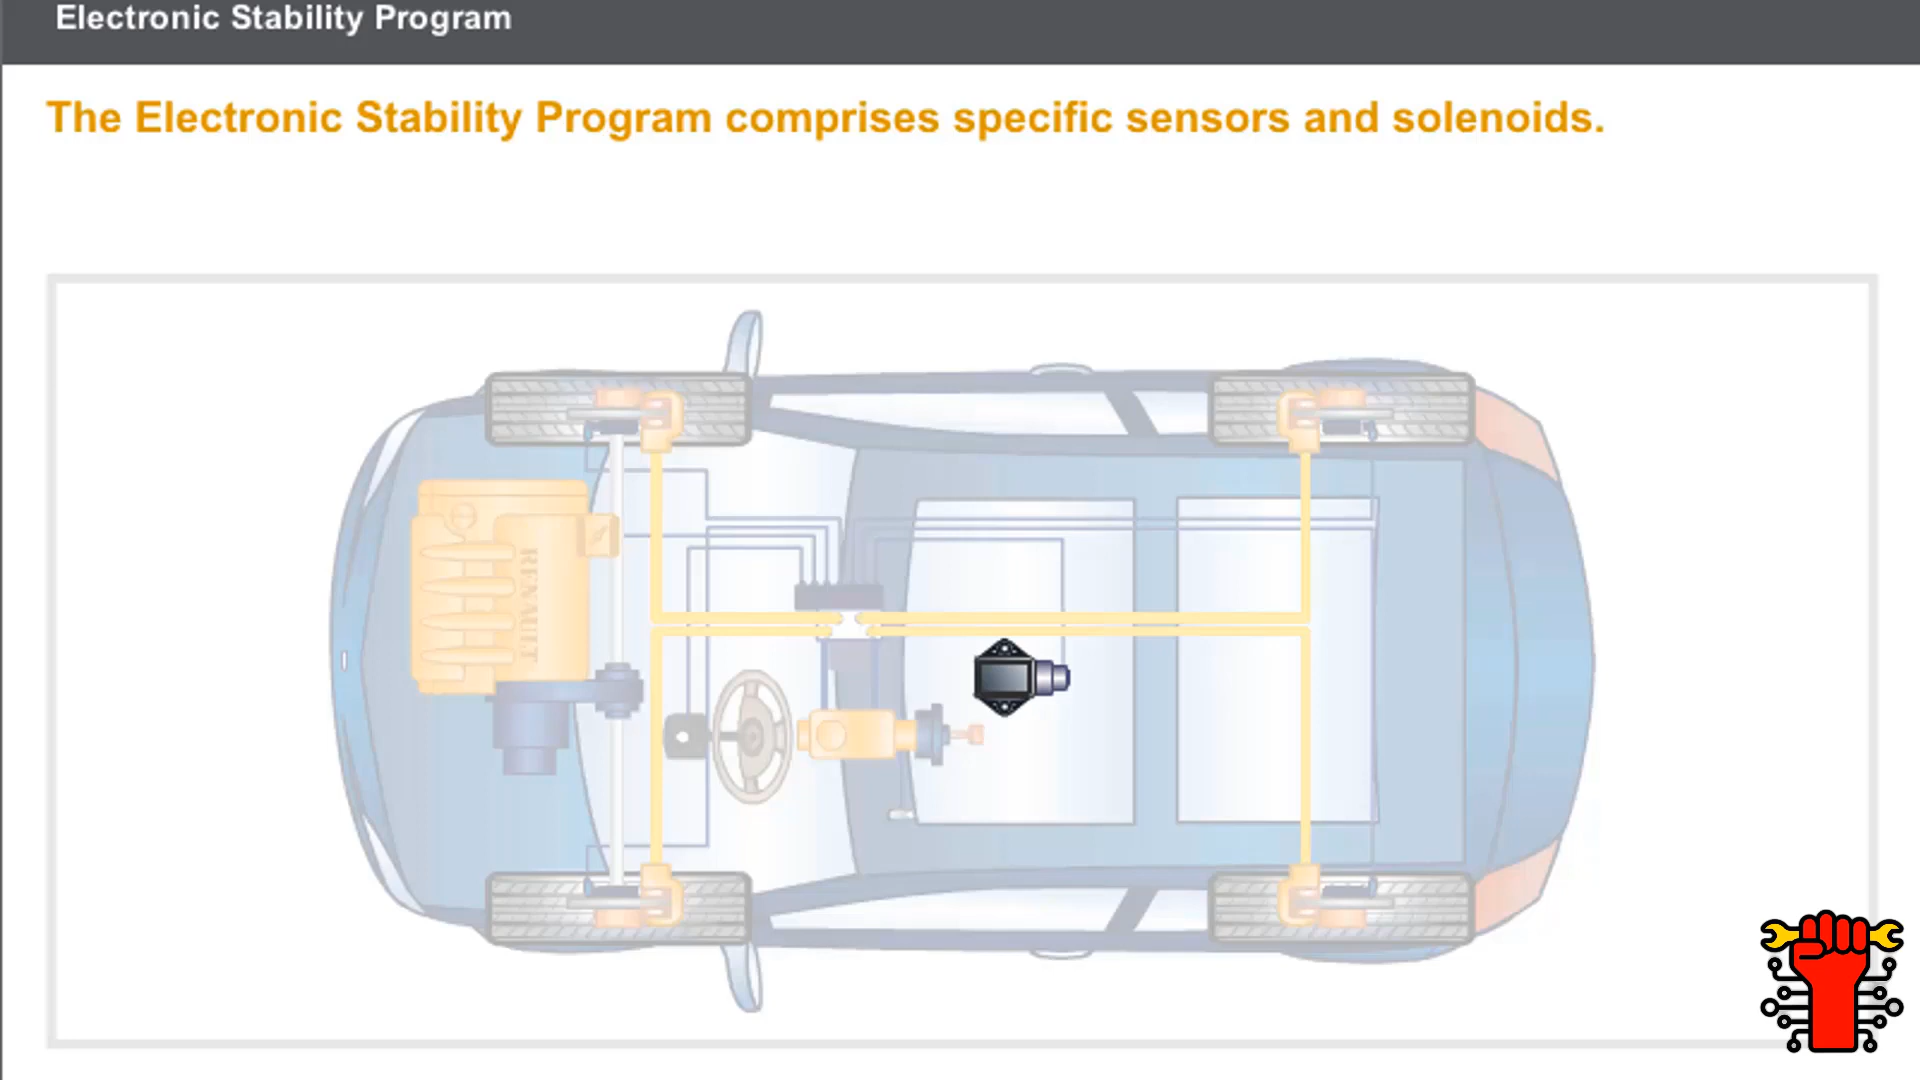 Electronic Stability Program
The Electronic Stability Program comprises specific sensors and solenoids.
RENAULT